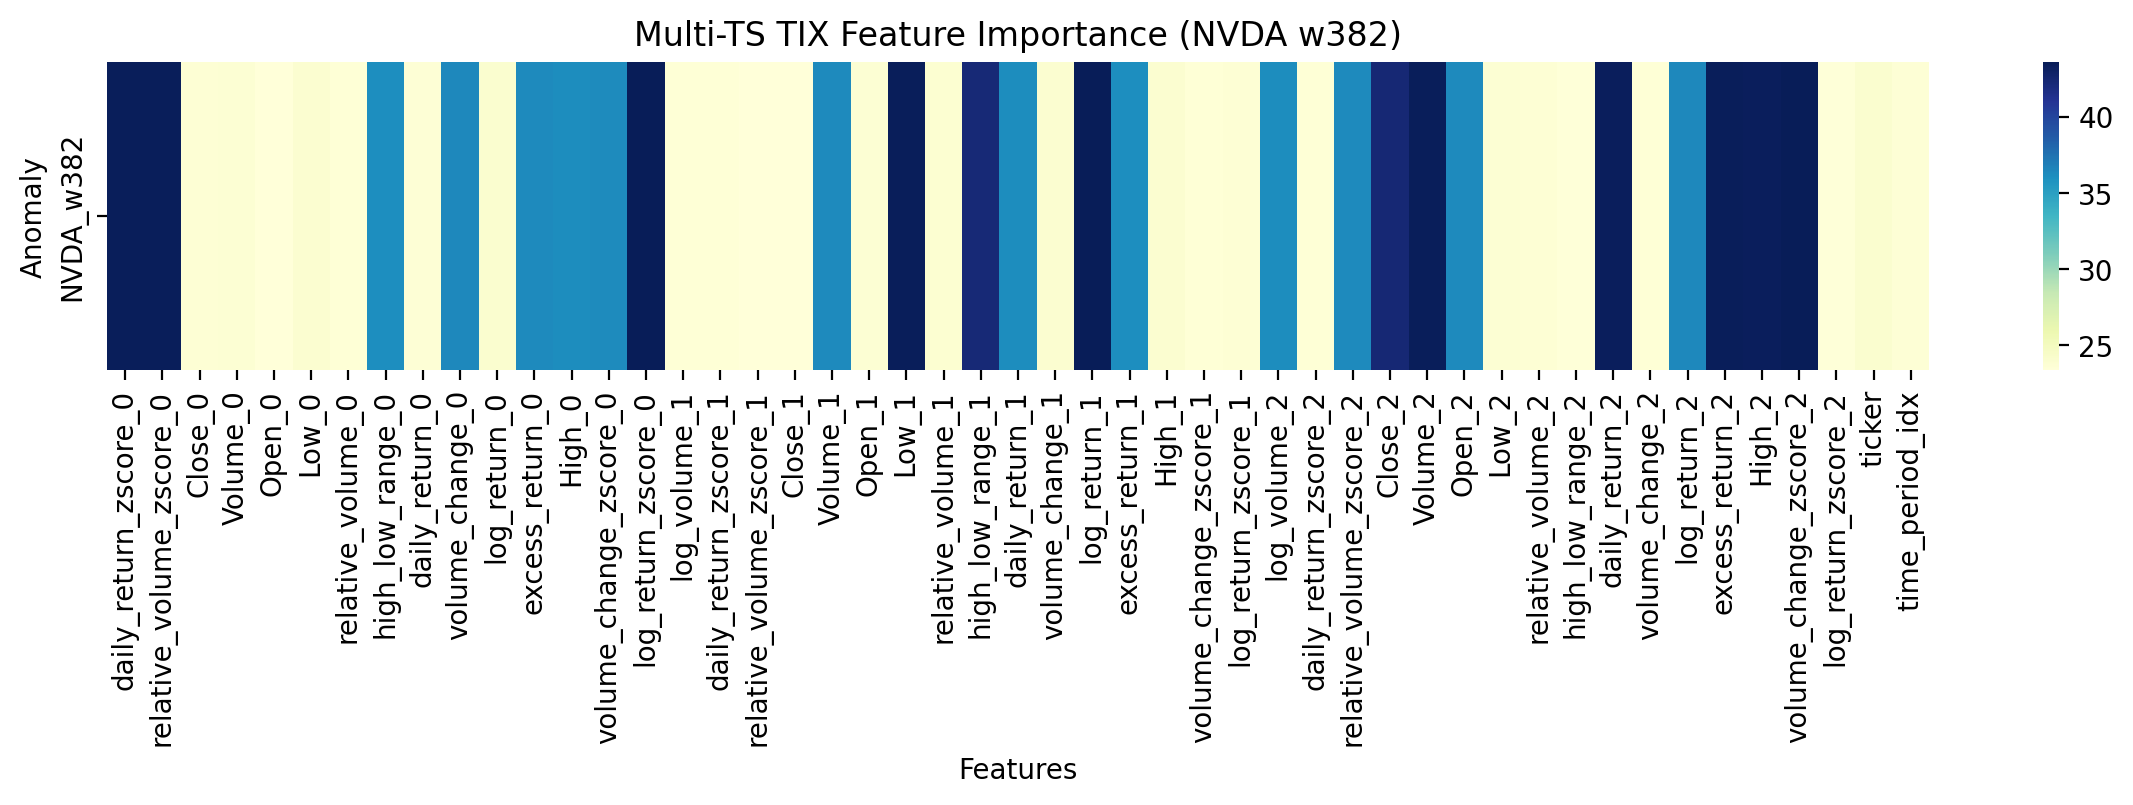 Multi-TS TIX Feature Importance (NVDA w382)
Anomaly
NVDA_w382
40
35
30
25
daily_return_zscore_0
relative_volume_zscore_0
Close_0
Volume_0
Open_0
Low_0
relative_volume_0
high_low_range_0
daily_return_0
volume_change_0
log_return_0
excess_return_0
High_0
volume_change_zscore_0
log_return_zscore_0
log_volume_1
daily_return_zscore_1
relative_volume_zscore_1
Close_1
Volume_1
Open_1
Low_1
relative_volume_1
high_low_range_1
daily_return_1
volume_change_1
log_return_1
excess_return_1
High_1
volume_change_zscore_1
log_return_zscore_1
log_volume_2
daily_return_zscore_2
relative_volume_zscore_2
Close_2
Volume_2
Open_2
Low_2
relative_volume_2
high_low_range_2
daily_return_2
volume_change_2
log_return_2
excess_return_2
High_2
volume_change_zscore_2
log_return_zscore_2
ticker
time_period_idx
Features